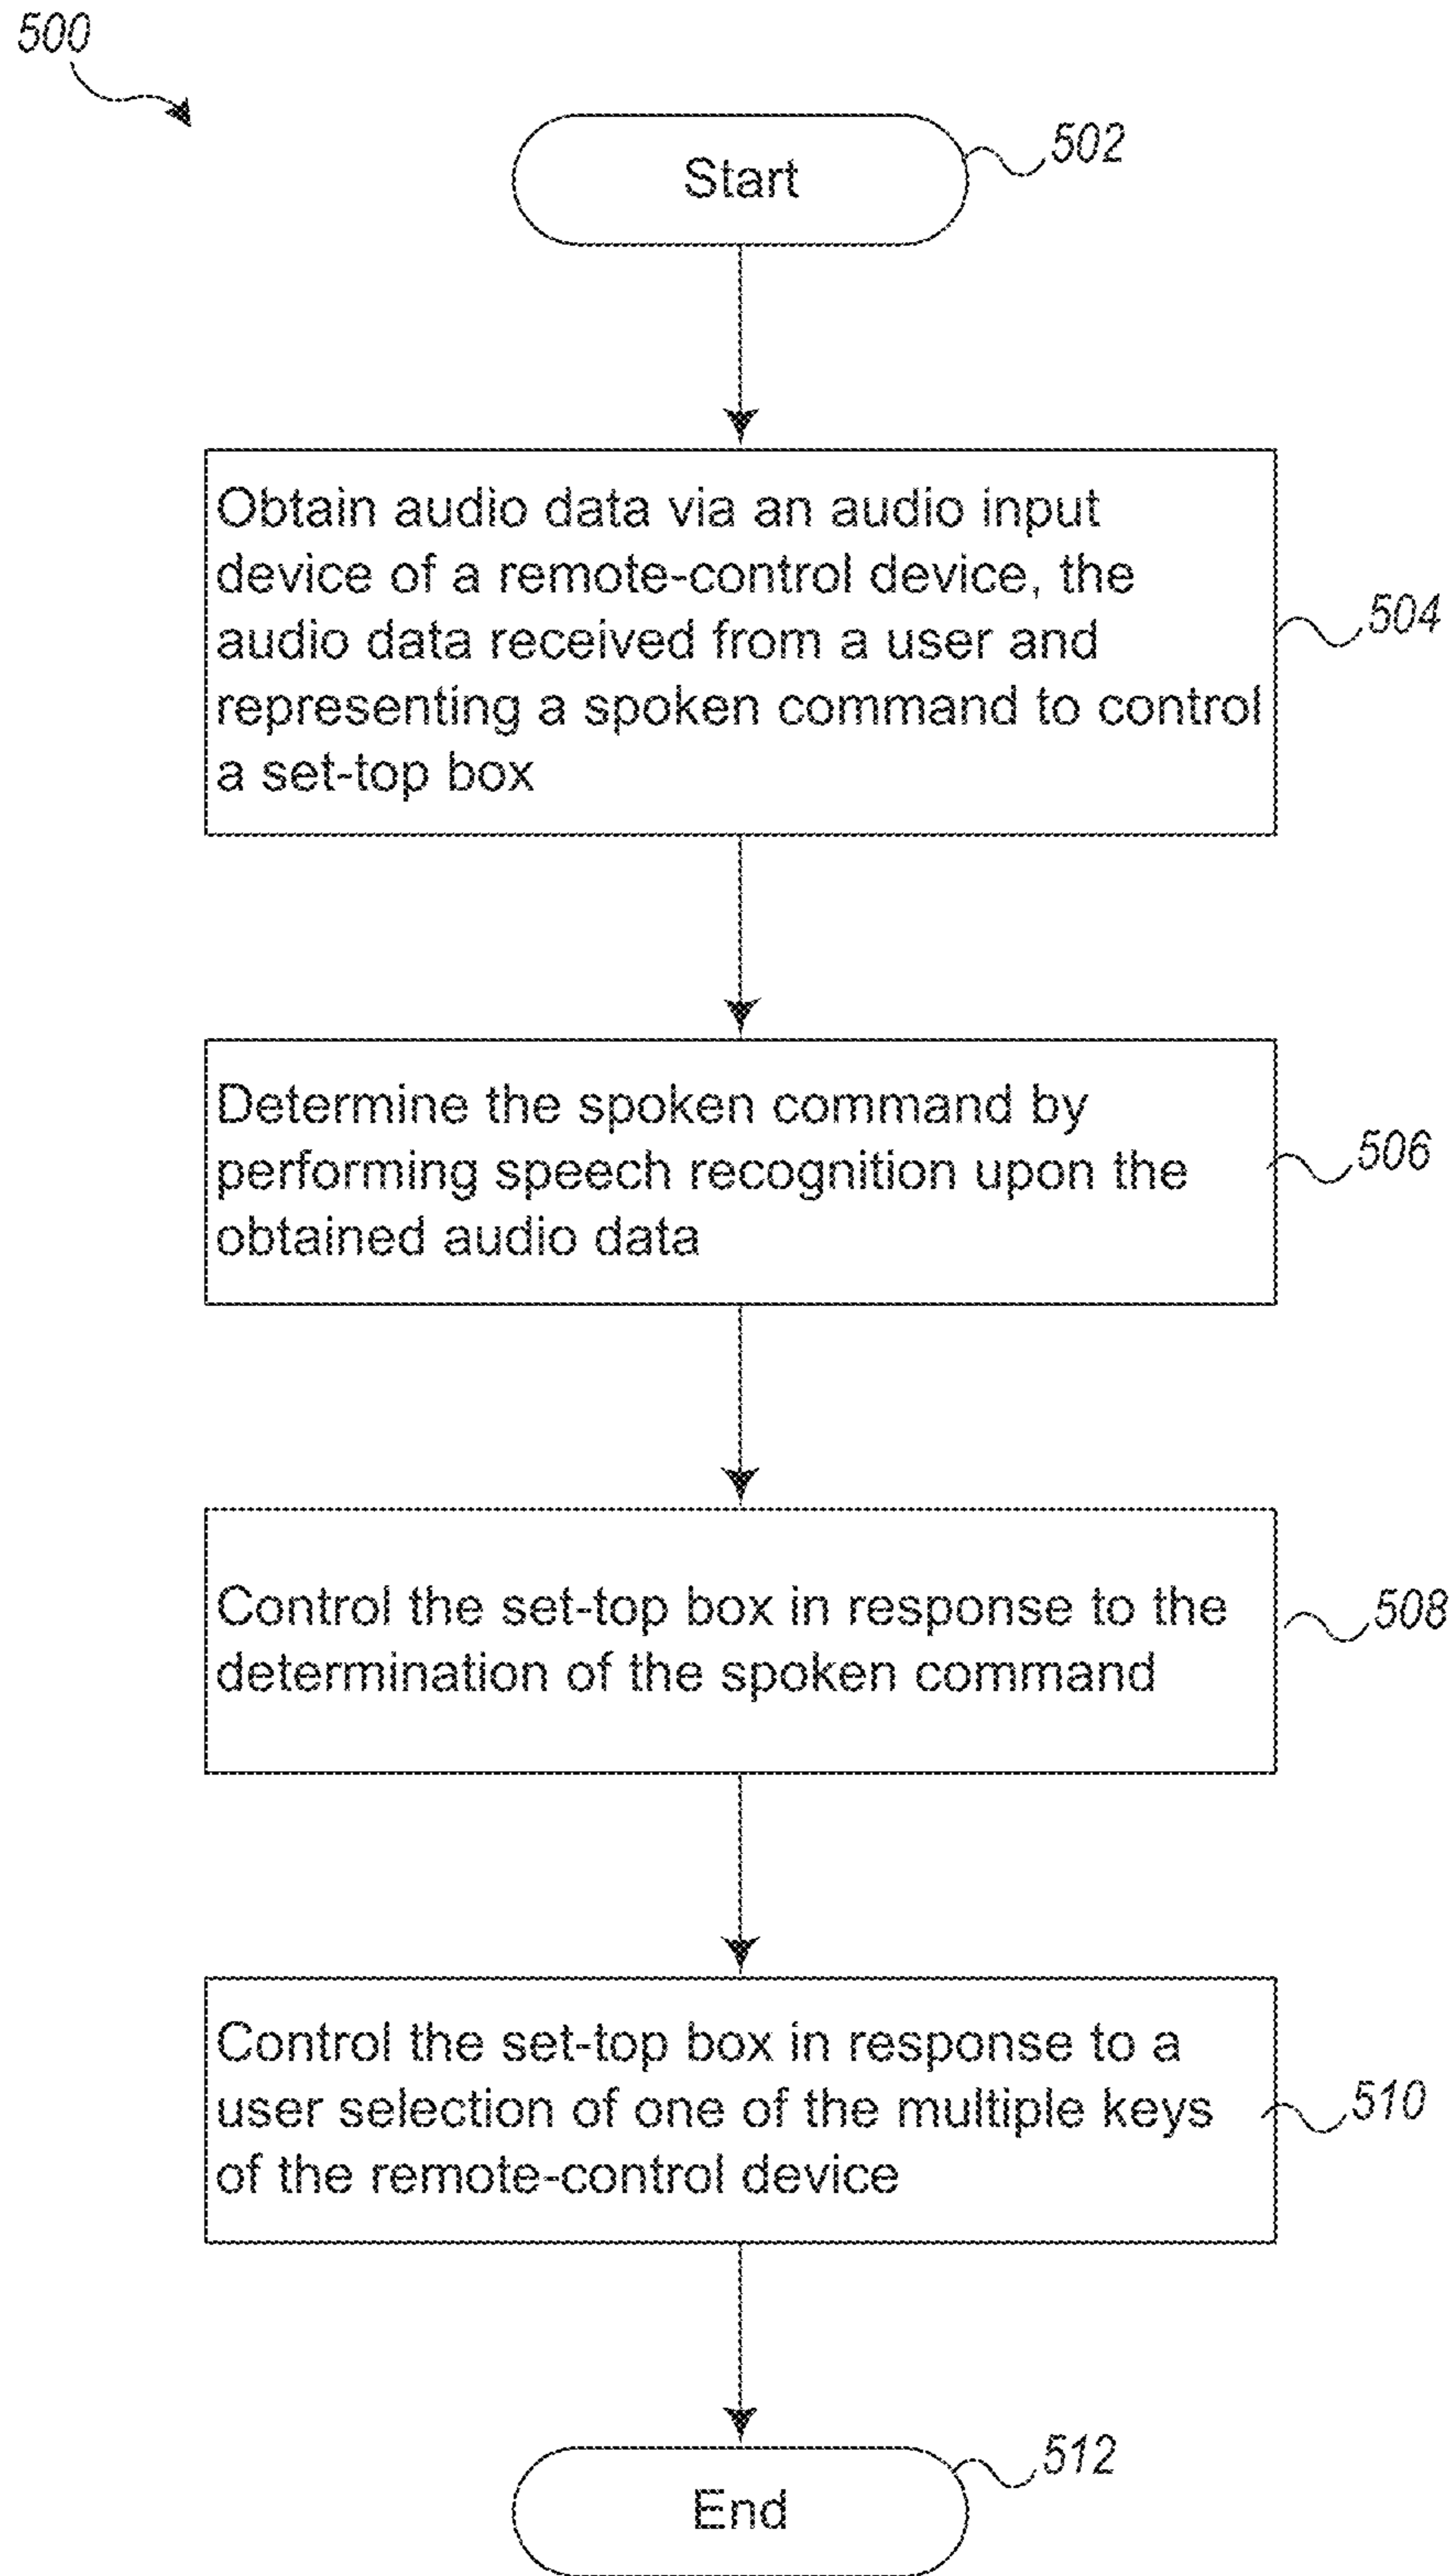 500
Start
502
Obtain audio data via an audio input
device of a remote-control device, the
audio data received from a user and
representing a spoken command to control
a set-top box
504
Determine the spoken command by
performing speech recognition upon the
obtained audio data
506
Control the set-top box in response to the
determination of the spoken command
508
Control the set-top box in response to a
user selection of one of the multiple keys
of the remote-control device
510
End
512